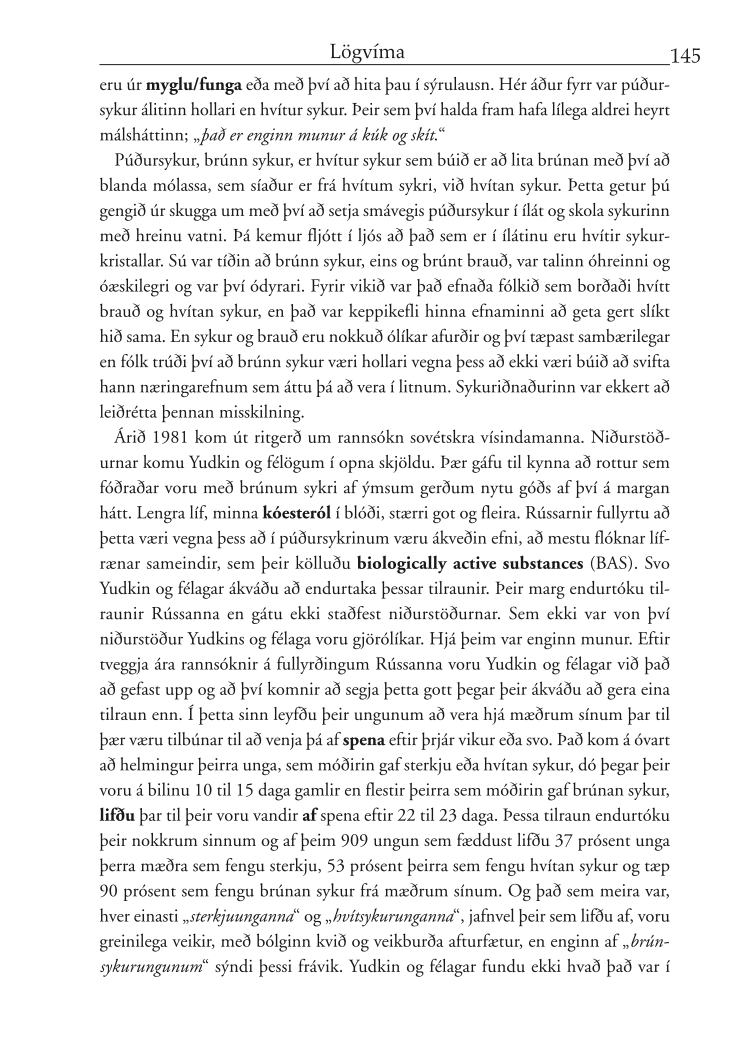 Lögvíma
145
eru úr myglu/funga eða með því að hita þau í sýrulausn. Hér áður fyrr var púður-
sykur álitinn hollari en hvítur sykur. Þeir sem því halda fram hafa lílega aldrei heyrt
málsháttinn; „það er enginn munur á kúk og skít.“
Púðursykur, brúnn sykur, er hvítur sykur sem búið er að lita brúnan með því að
blanda mólassa, sem síaður er frá hvítum sykri, við hvítan sykur. Þetta getur þú
gengið úr skugga um með því að setja smávegis púðursykur í ílát og skola sykurinn
með hreinu vatni. Þá kemur fljótt í ljós að það sem er í ílátinu eru hvítir sykur-
kristallar. Sú var tíðin að brúnn sykur, eins og brúnt brauð, var talinn óhreinni og
óæskilegri og var því ódyrari. Fyrir vikið var það efnaða fólkið sem borðaði hvítt
brauð og hvítan sykur, en það var keppikefli hinna efnaminni að geta gert slíkt
hið sama. En sykur og brauð eru nokkuð ólíkar afurðir og því tæpast sambærilegar
en fólk trúði því að brúnn sykur væri hollari vegna þess að ekki væri búið að svifta
hann næringarefnum sem áttu þá að vera í litnum. Sykuriðnaðurinn var ekkert að
leiðrétta þennan misskilning.
Árið 1981 kom út ritgerð um rannsókn sovétskra vísindamanna. Niðurstöð-
urnar komu Yudkin og félögum í opna skjöldu. Þær gáfu til kynna að rottur sem
fóðraðar voru með brúnum sykri af ýmsum gerðum nytu góðs af því á margan
hátt. Lengra líf, minna kóesteról í blóði, stærri got og fleira. Rússarnir fullyrtu að
þetta væri vegna þess að í púðursykrinum væru ákveðin efni, að mestu flóknar líf-
rænar sameindir, sem þeir kölluðu biologically active substances (BAS). Svo
Yudkin og félagar ákváðu að endurtaka þessar tilraunir. Þeir marg endurtóku til-
raunir Rússanna en gátu ekki staðfest niðurstöðurnar. Sem ekki var von því
niðurstöður Yudkins og félaga voru gjörólíkar. Hjá þeim var enginn munur. Eftir
tveggja ára rannsóknir á fullyrðingum Rússanna voru Yudkin og félagar við það
að gefast upp og að því komnir að segja þetta gott þegar þeir ákváðu að gera eina
tilraun enn. Í þetta sinn leyfðu þeir ungunum að vera hjá mæðrum sínum þar til
þær væru tilbúnar til að venja þá af spena eftir þrjár vikur eða svo. Það kom á óvart
að helmingur þeirra unga, sem móðirin gaf sterkju eða hvítan sykur, dó þegar þeir
voru á bilinu 10 til 15 daga gamlir en flestir þeirra sem móðirin gaf brúnan sykur,
lifðu þar til þeir voru vandir af spena eftir 22 til 23 daga. Þessa tilraun endurtóku
þeir nokkrum sinnum og af þeim 909 ungun sem fæddust lifðu 37 prósent unga
þerra mæðra sem fengu sterkju, 53 prósent þeirra sem fengu hvítan sykur og tæp
90 prósent sem fengu brúnan sykur frá mæðrum sínum. Og það sem meira var,
hver einasti „sterkjuunganna“ og „hvítsykurunganna“, jafnvel þeir sem lifðu af, voru
greinilega veikir, með bólginn kvið og veikburða afturfætur, en enginn af „brún-
sykurungunum“ sýndi þessi frávik. Yudkin og félagar fundu ekki hvað það var í